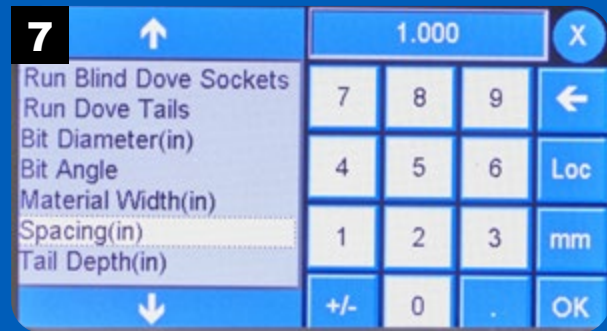 7
1.000
X
Run Blind Dove Sockets
Run Dove Tails
Bit Diameter(in)
Bit Angle
Material Width(in)
Spacing(in)
Tail Depth(in)
7 8 9
4 5 6 Loc
1 2 3 mm
+/- 0 . OK